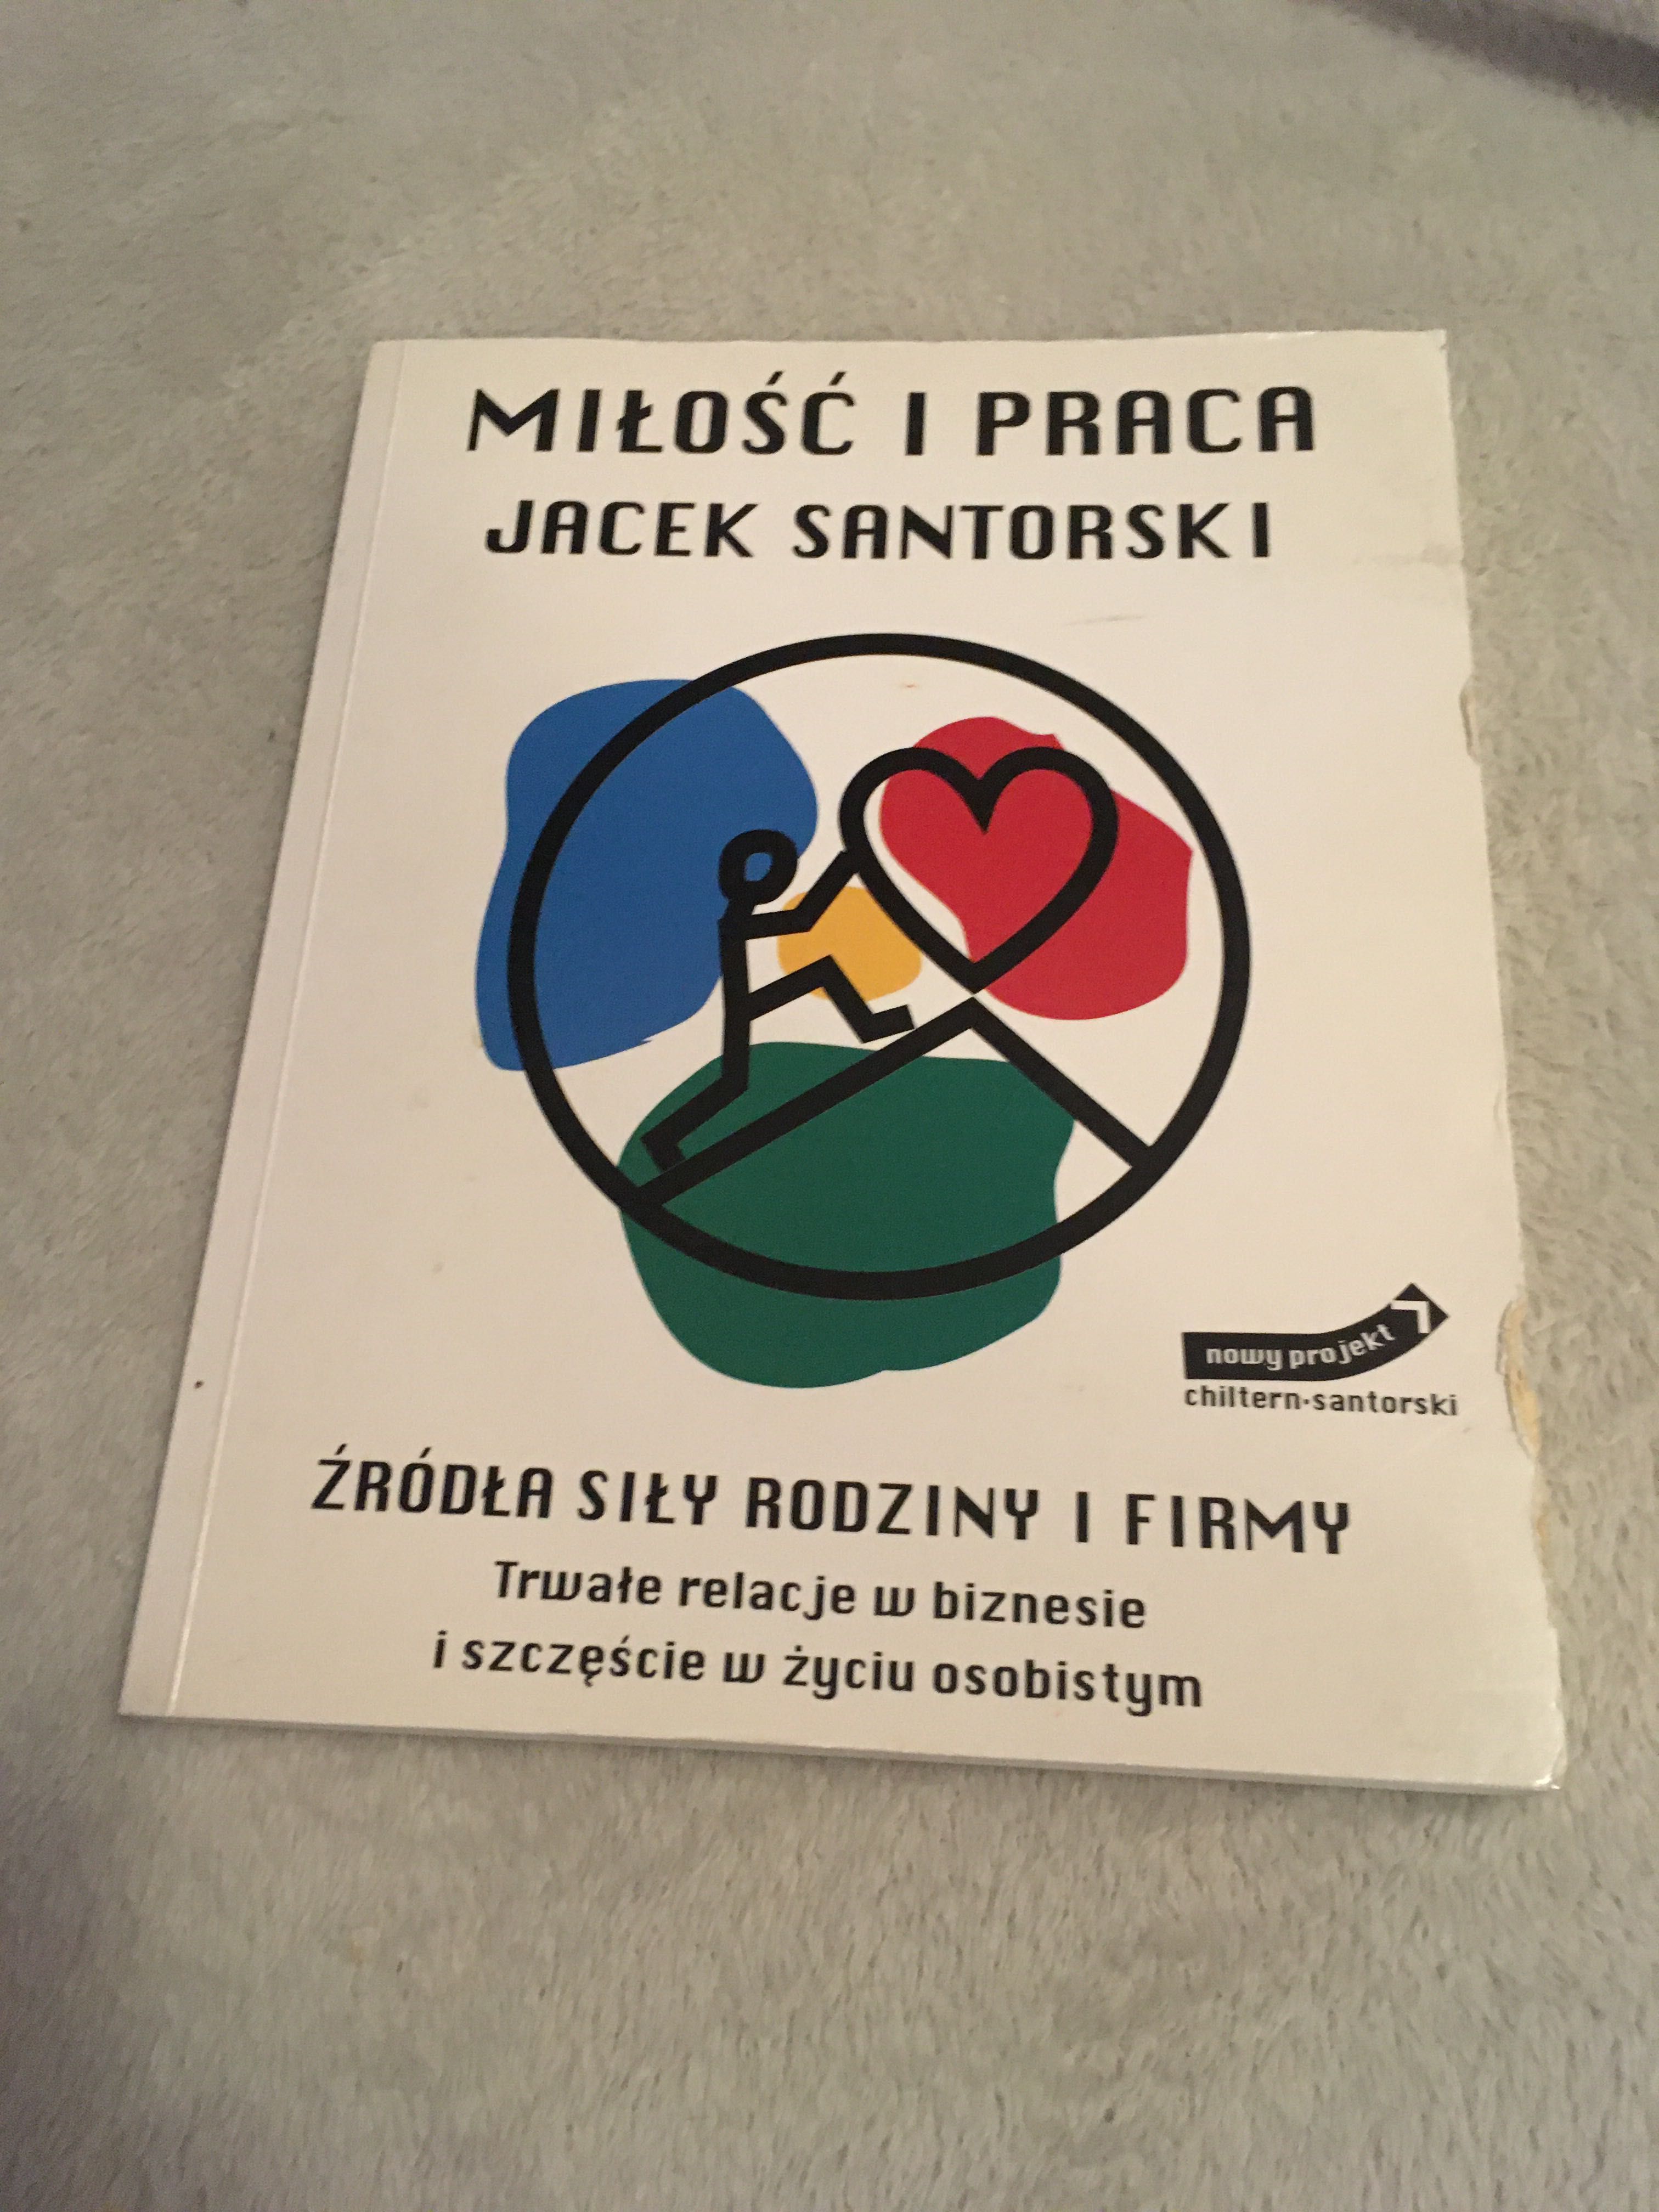 MIŁOŚĆ I PRACA
JACEK SANTORSKI
nowy projekt
chiltern·santorski
ŹRÓDŁA SIŁY RODZINY I FIRMY
Trwałe relacje w biznesie
i szczęście w życiu osobistym